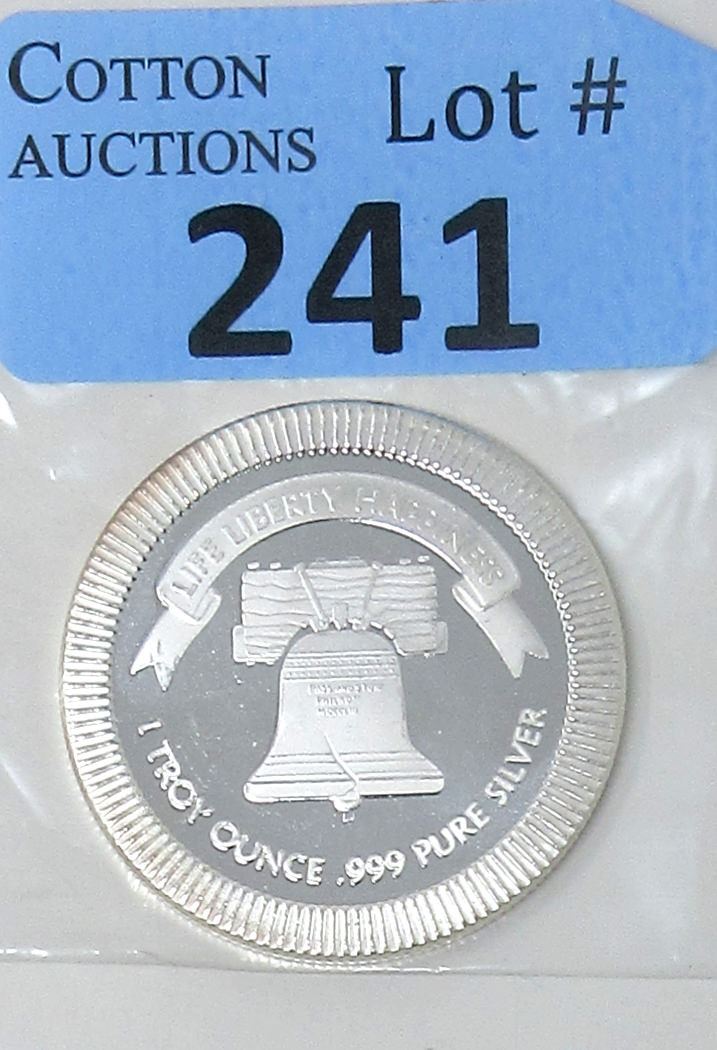 COTTON
AUCTIONS
Lot #
241
LIFE LIBERTY HAPPINESS
1 TROY OUNCE .999 PURE SILVER